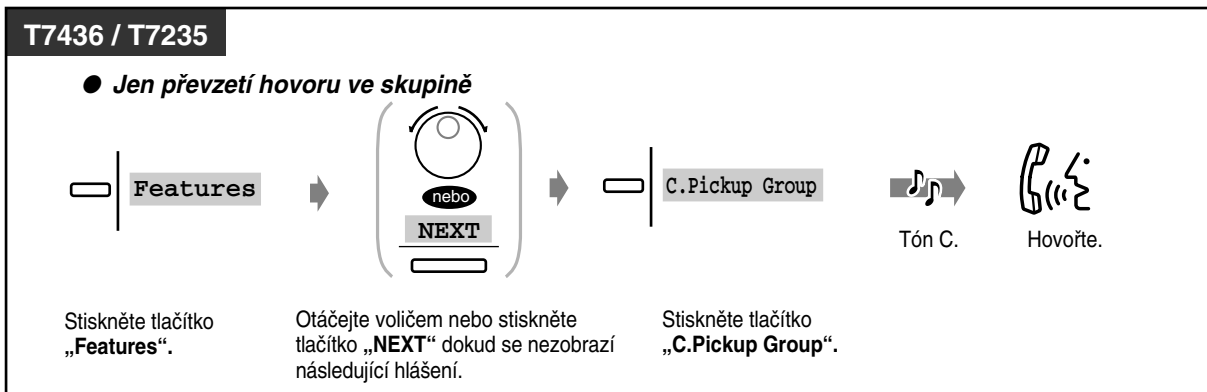 T7436 / T7235
● Jen převzetí hovoru ve skupině
Features
nebo
NEXT
C.Pickup Group
Tón C.
Hovořte.
Stiskněte tlačítko
„Features“.
Otáčejte voličem nebo stiskněte
tlačítko „NEXT“ dokud se nezobrazí
následující hlášení.
Stiskněte tlačítko
„C.Pickup Group“.